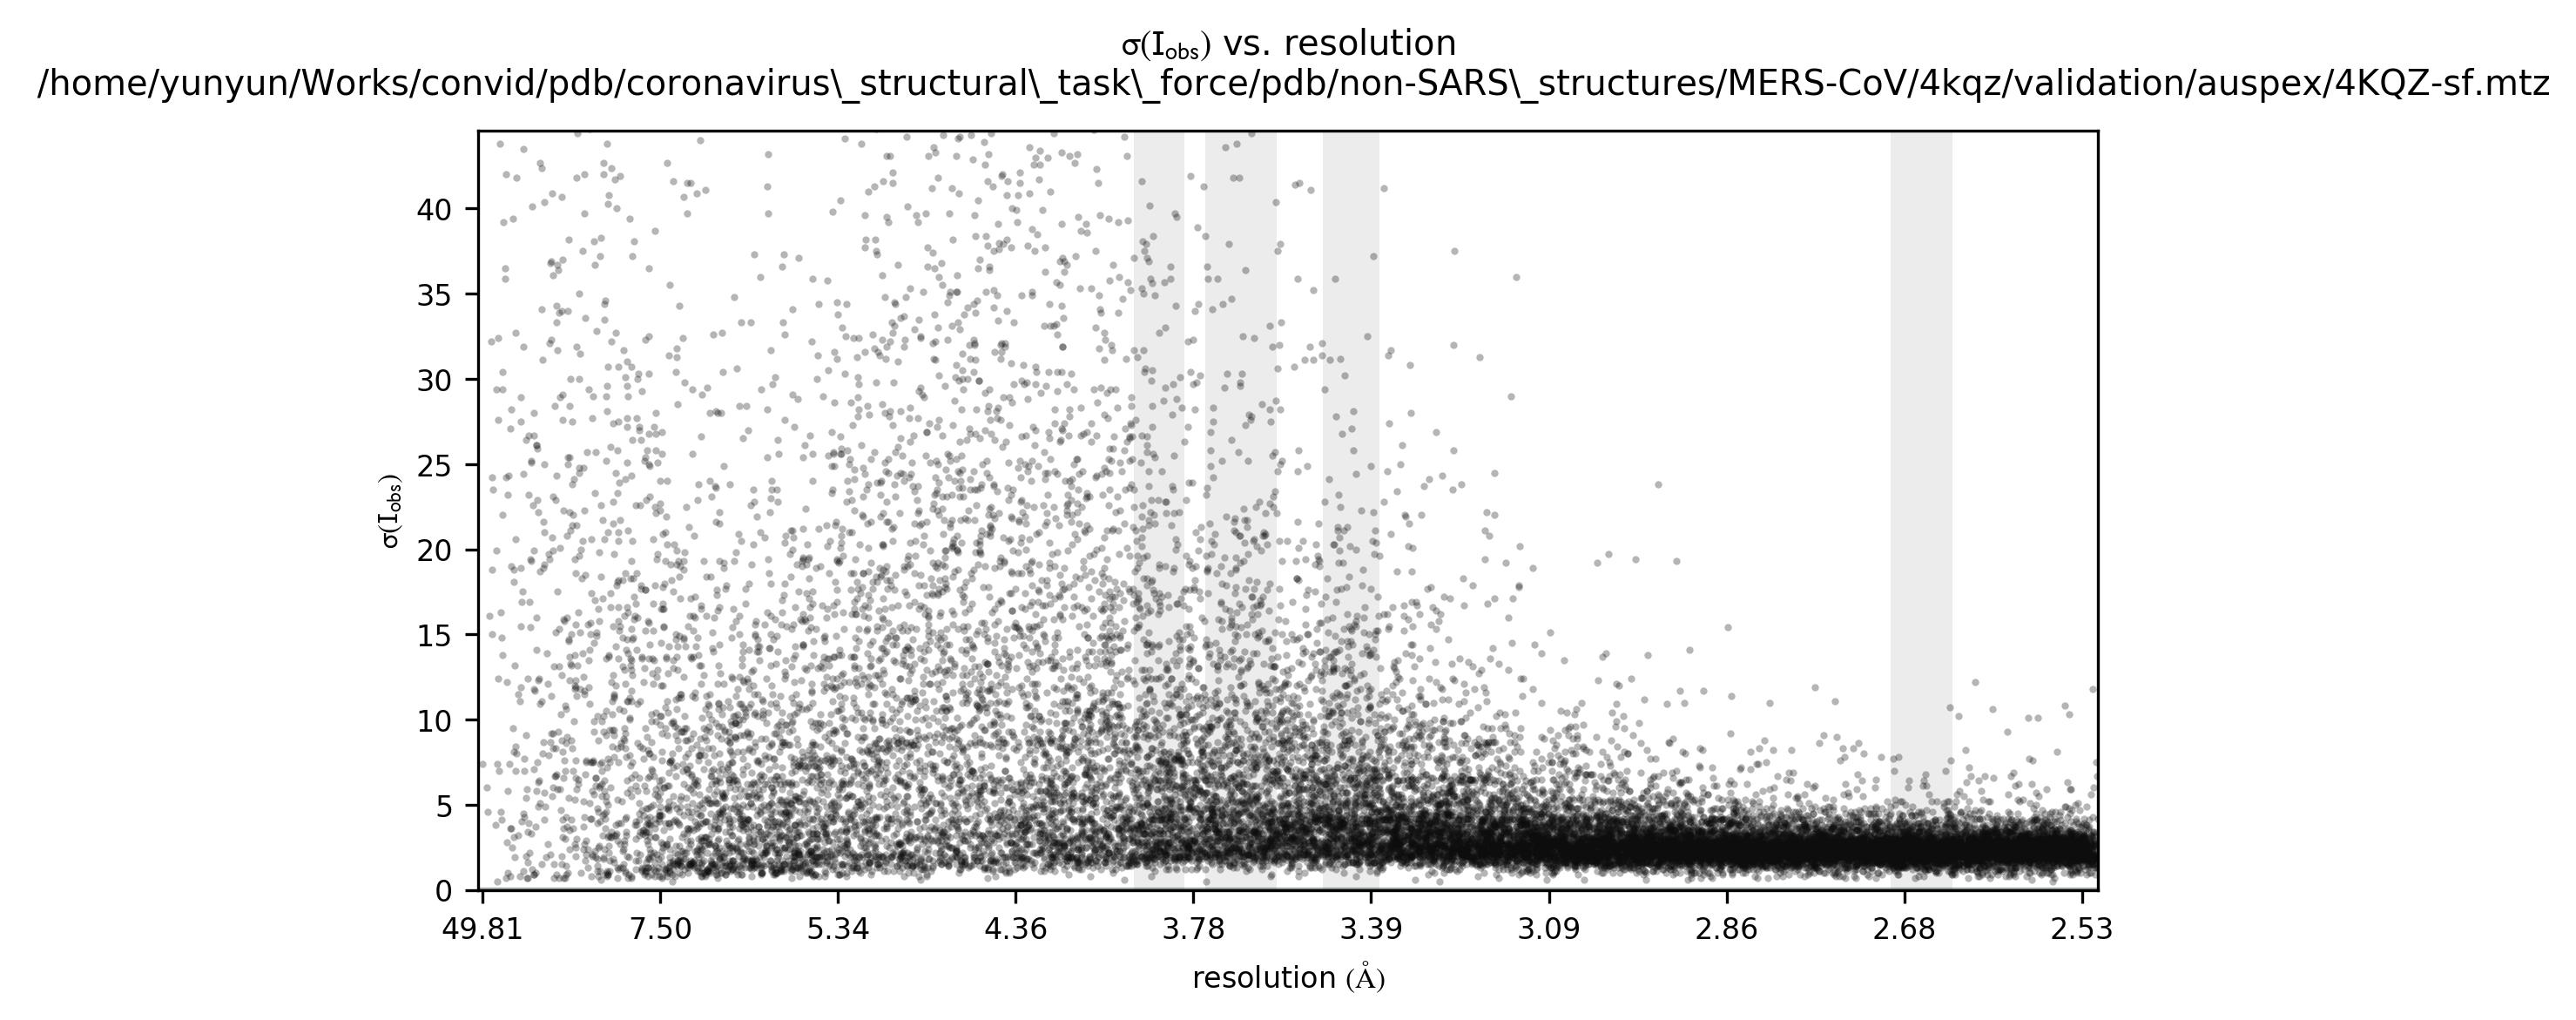 σ(I_obs) vs. resolution
/home/yunyun/Works/convid/pdb/coronavirus\_structural\_task\_force/pdb/non-SARS\_structures/MERS-CoV/4kqz/validation/auspex/4KQZ-sf.mtz
σ(I_obs)
40
35
30
25
20
15
10
5
0
49.81 7.50 5.34 4.36 3.78 3.39 3.09 2.86 2.68 2.53
resolution (Å)